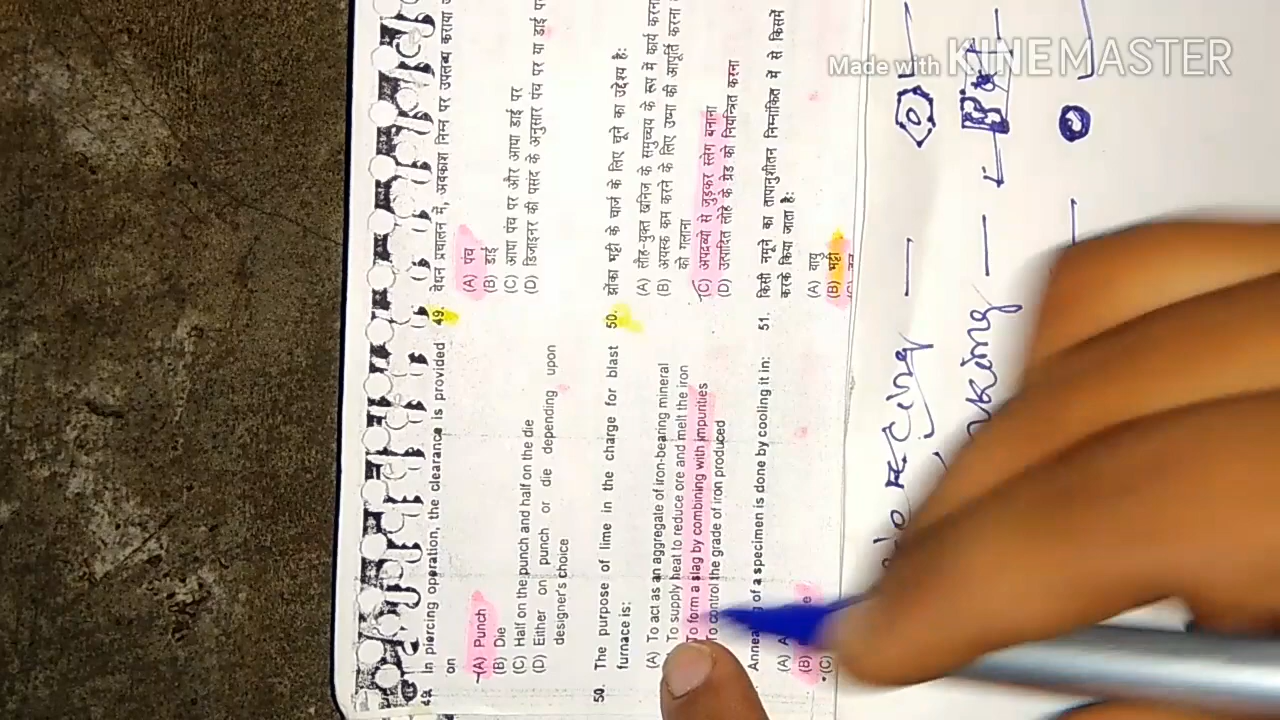 Made with KINEMASTER
In piercing operation, the clearance is provided
on
(A) Punch
(B) Die
(C) Half on the punch and half on the die
(D) Either on punch or die depending upon
designer's choice
50. The purpose of lime in the charge for blast
furnace is:
(A) To act as an aggregate of iron-bearing mineral
To supply heat to reduce ore and melt the iron
To form a slag by combining with impurities
To control the grade of iron produced
of a specimen is done by cooling it in:
(A)
(B)
(C)
49. वेधन प्रचालन में, अवकाश निम्न पर उपलब्ध कराया
(A) पंच
(B) डाई
(C) आधा पंच पर और आधा डाई पर
(D) डिजाइनर की पसंद के अनुसार पंच पर या डाई
50. झोंका भट्टी के चार्ज के लिए चूने का उद्देश्य है:
(A) लौह-युक्त खनिज के समुच्चय के रूप में कार्य करना
(B) अयस्क कम करने के लिए उष्मा की आपूर्ति करना
को गलाना
(C) अपद्रव्यो से जुड़कर स्लेग बनाना
(D) उत्पादित लोहे के ग्रेड को नियन्त्रित करना
51. किसी नमूने का तापानुशीतन निम्नांकित में से किसमें
करके किया जाता है:
(A) वायु
(B) भट्टी